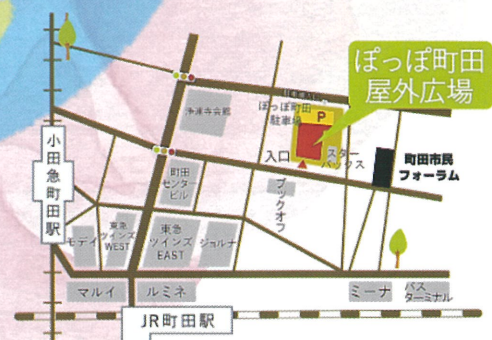 ぽっぽ町田
屋外広場
浄運寺会館
ぽっぽ町田
駐車場
P
入口
スター
バックス
町田市民
フォーラム
小田急町田駅
町田
センター
ビル
ブックオフ
モディ
東急
ツインズ
WEST
東急
ツインズ
EAST
ジョルナ
マルイ
ルミネ
ミーナ
バス
ターミナル
JR町田駅